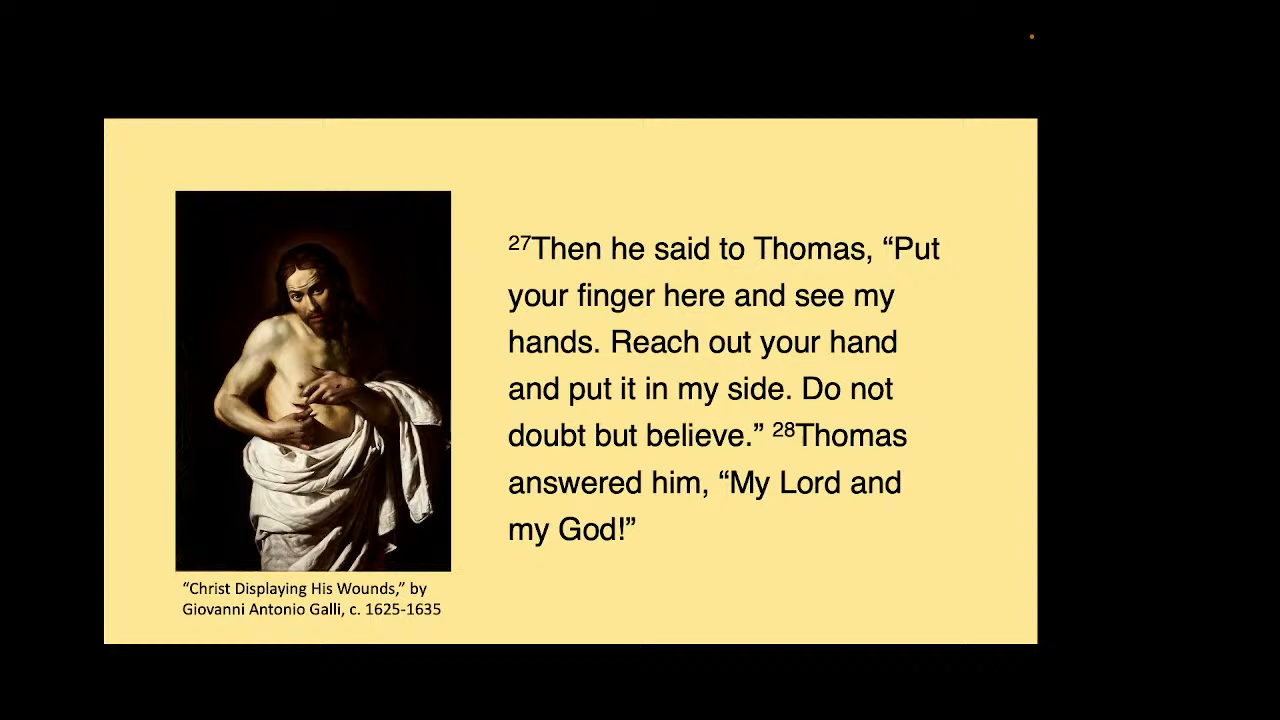 ²⁷Then he said to Thomas, “Put
your finger here and see my
hands. Reach out your hand
and put it in my side. Do not
doubt but believe.” ²⁸Thomas
answered him, “My Lord and
my God!”
“Christ Displaying His Wounds,” by
Giovanni Antonio Galli, c. 1625-1635